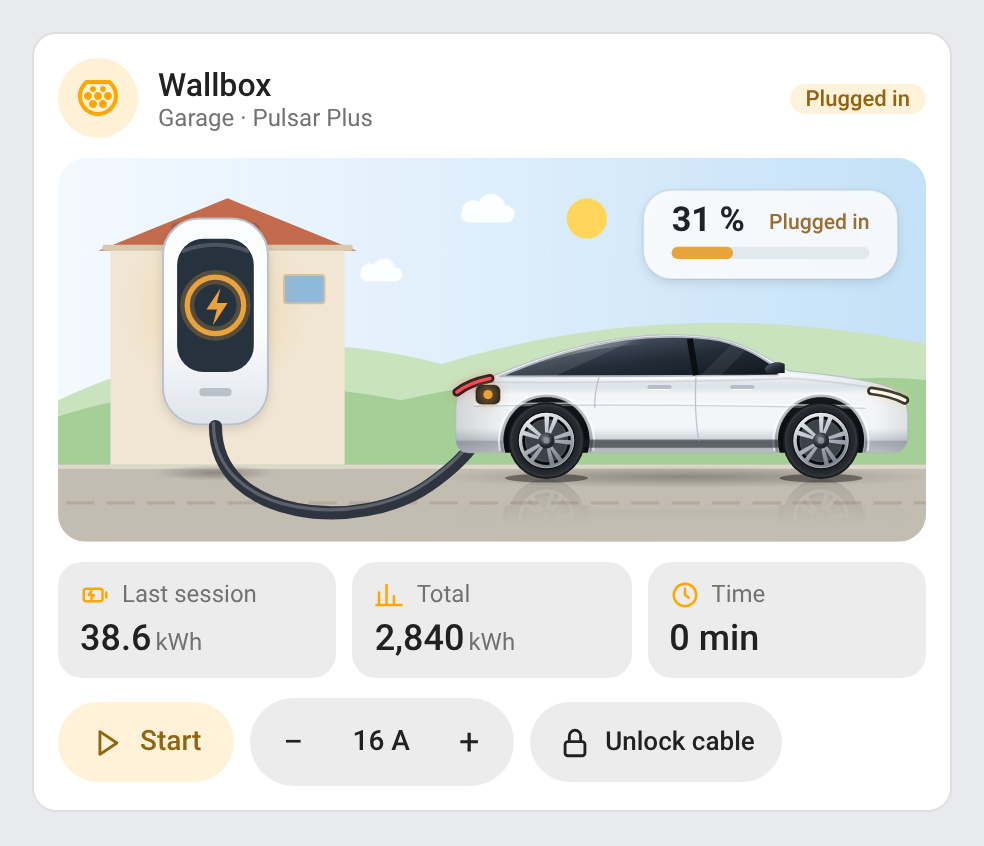 Wallbox
Garage · Pulsar Plus
Plugged in
31 %
Plugged in
Last session
38.6 kWh
Total
2,840 kWh
Time
0 min
Start
− 16 A +
Unlock cable